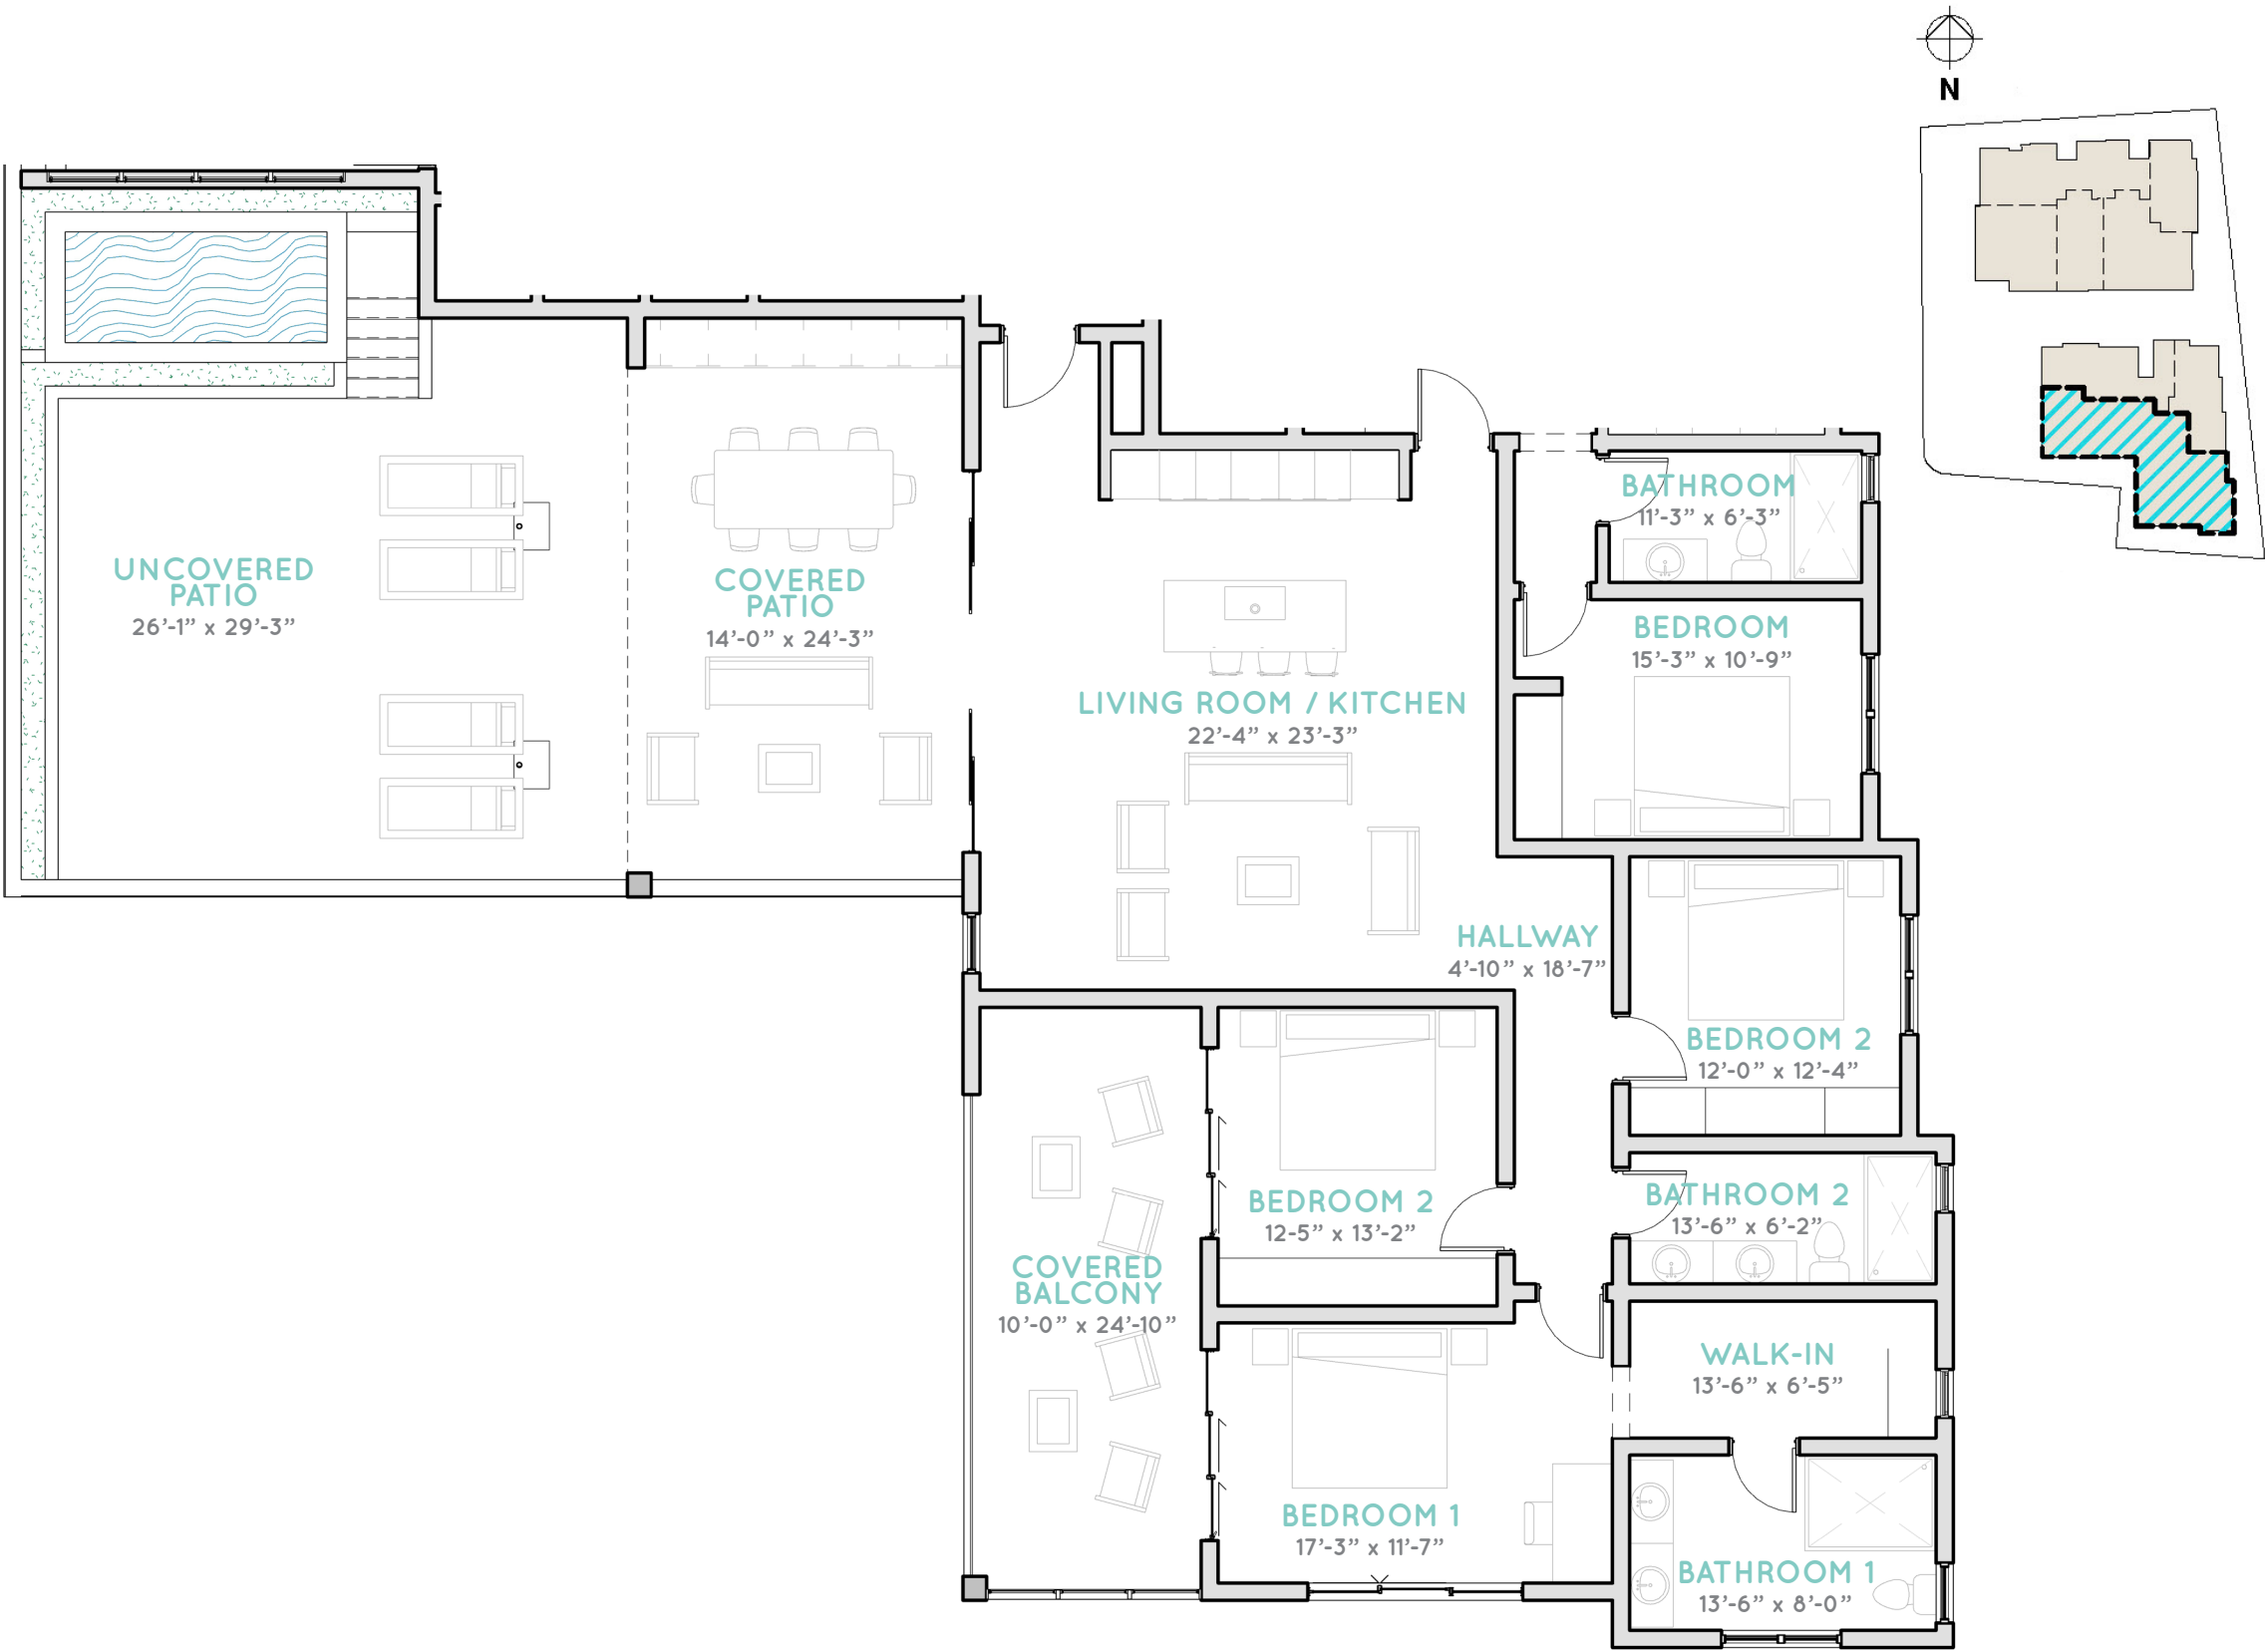 N
BATHROOM
11’-3” x 6’-3”
UNCOVERED
PATIO
26’-1” x 29’-3”
COVERED
PATIO
14’-0” x 24’-3”
BEDROOM
15’-3” x 10’-9”
LIVING ROOM / KITCHEN
22’-4” x 23’-3”
HALLWAY
4’-10” x 18’-7”
BEDROOM 2
12’-0” x 12’-4”
BEDROOM 2
12-5” x 13’-2”
BATHROOM 2
13’-6” x 6’-2”
COVERED
BALCONY
10’-0” x 24’-10”
WALK-IN
13’-6” x 6’-5”
BEDROOM 1
17’-3” x 11’-7”
BATHROOM 1
13’-6” x 8’-0”